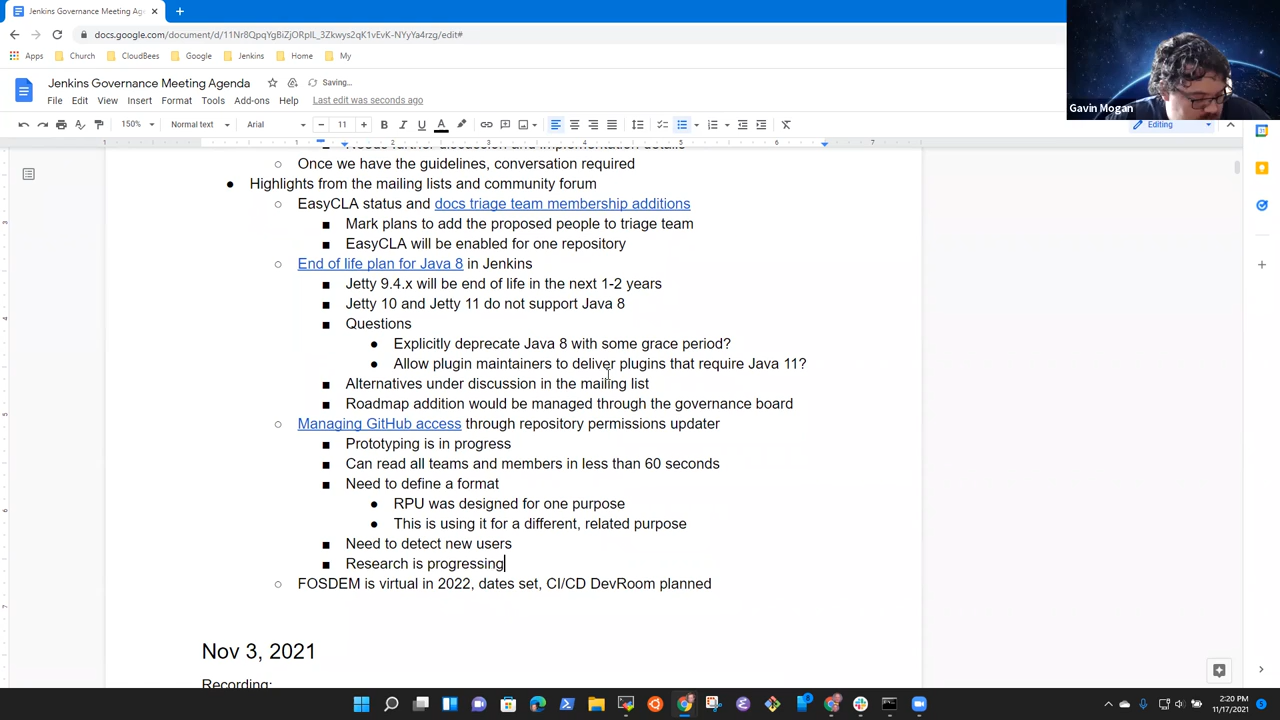 Jenkins Governance Meeting Ag
docs.google.com/document/d/11Nr8QpqYgBiZjORpIL_3Zkwys2qK1vEvK-NYyYa4rzg/edit#
Apps Church CloudBees Google Jenkins Home My
Gavin Mogan
Jenkins Governance Meeting Agenda Saving...
File Edit View Insert Format Tools Add-ons Help Last edit was seconds ago
150% Normal text Arial 11 Editing
1 1 2 3 4 5 6 7
Once we have the guidelines, conversation required
Highlights from the mailing lists and community forum
EasyCLA status and docs triage team membership additions
Mark plans to add the proposed people to triage team
EasyCLA will be enabled for one repository
End of life plan for Java 8 in Jenkins
Jetty 9.4.x will be end of life in the next 1-2 years
Jetty 10 and Jetty 11 do not support Java 8
Questions
Explicitly deprecate Java 8 with some grace period?
Allow plugin maintainers to deliver plugins that require Java 11?
Alternatives under discussion in the mailing list
Roadmap addition would be managed through the governance board
Managing GitHub access through repository permissions updater
Prototyping is in progress
Can read all teams and members in less than 60 seconds
Need to define a format
RPU was designed for one purpose
This is using it for a different, related purpose
Need to detect new users
Research is progressing
FOSDEM is virtual in 2022, dates set, CI/CD DevRoom planned
Nov 3, 2021
Recording:
2:20 PM
11/17/2021